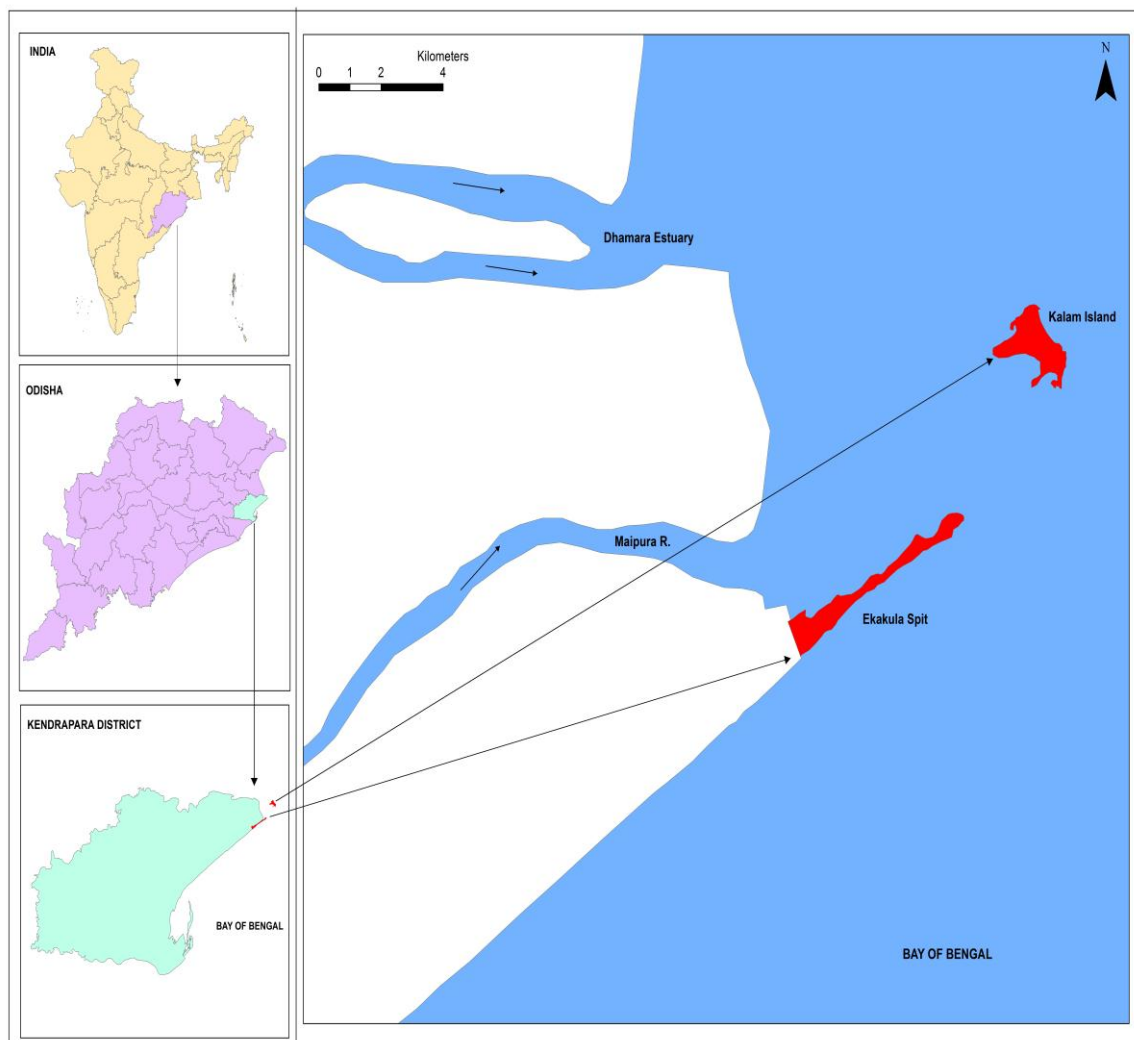 INDIA
ODISHA
KENDRAPARA DISTRICT
BAY OF BENGAL
Kilometers
0 1 2 4
N
Dhamara Estuary
Kalam Island
Maipura R.
Ekakula Spit
BAY OF BENGAL